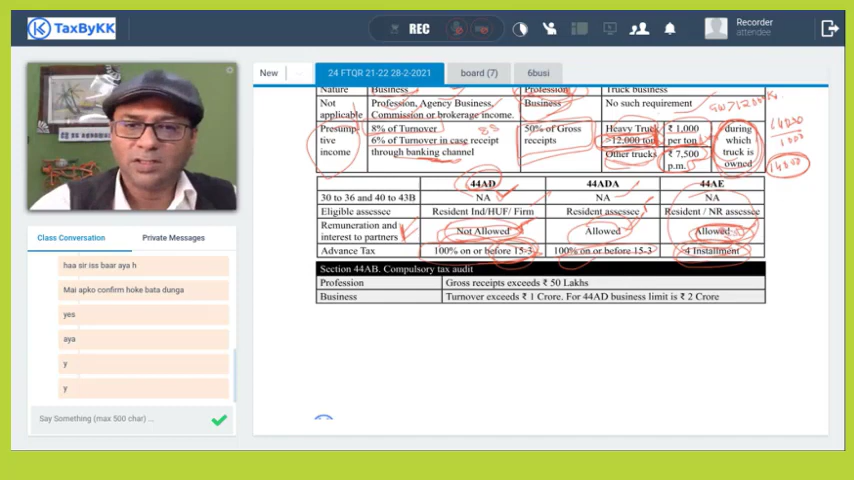 TaxByKK
REC
Recorder
attendee
New
24 FTQR 21-22 28-2-2021
board (7)
6busi
Class Conversation
Private Messages
haa sir iss baar aya h
Mai apko confirm hoke bata dunga
yes
aya
y
y
Say Something (max 500 char) ...
Nature Business Profession Truck business
Not applicable Profession, Agency Business, Commission or brokerage income. Business No such requirement
Presumptive income 8% of Turnover 50% of Gross receipts Heavy Truck >12,000 ton ₹ 1,000 per ton during which truck is owned
6% of Turnover in case receipt through banking channel Other trucks ₹ 7,500 p.m.
44AD 44ADA 44AE
30 to 36 and 40 to 43B NA NA NA
Eligible assessee Resident Ind/HUF/ Firm Resident assessee Resident / NR assessee
Remuneration and interest to partners Not Allowed Allowed Allowed
Advance Tax 100% on or before 15-3 100% on or before 15-3 4 Installment
Section 44AB. Compulsory tax audit
Profession Gross receipts exceeds ₹ 50 Lakhs
Business Turnover exceeds ₹ 1 Crore. For 44AD business limit is ₹ 2 Crore